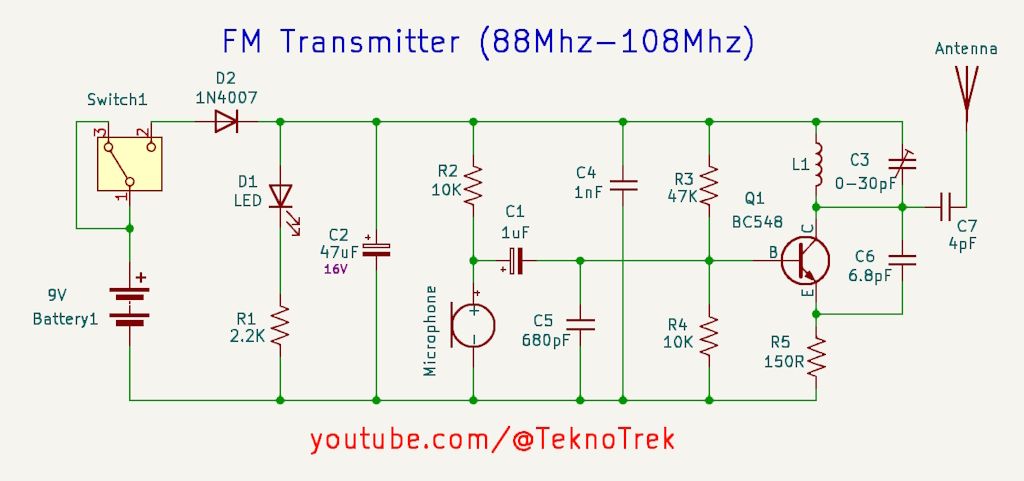 FM Transmitter (88Mhz-108Mhz)
Antenna
D2
1N4007
Switch1
3
2
1
D1
LED
R2
10K
C4
1nF
R3
47K
L1
C3
0-30pF
Q1
BC548
C
B
E
C7
4pF
C1
1uF
+
C2
47uF
16V
+
C6
6.8pF
9V
Battery1
+
R1
2.2K
Microphone
+
+
-
C5
680pF
R4
10K
R5
150R
youtube.com/@TeknoTrek